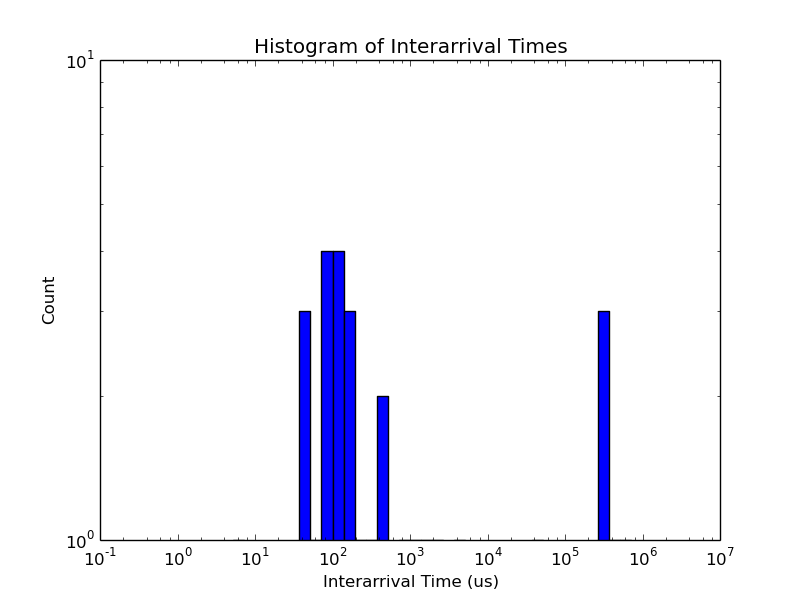 Histogram of Interarrival Times
10^1
10^0
Count
10^-1 10^0 10^1 10^2 10^3 10^4 10^5 10^6 10^7
Interarrival Time (us)